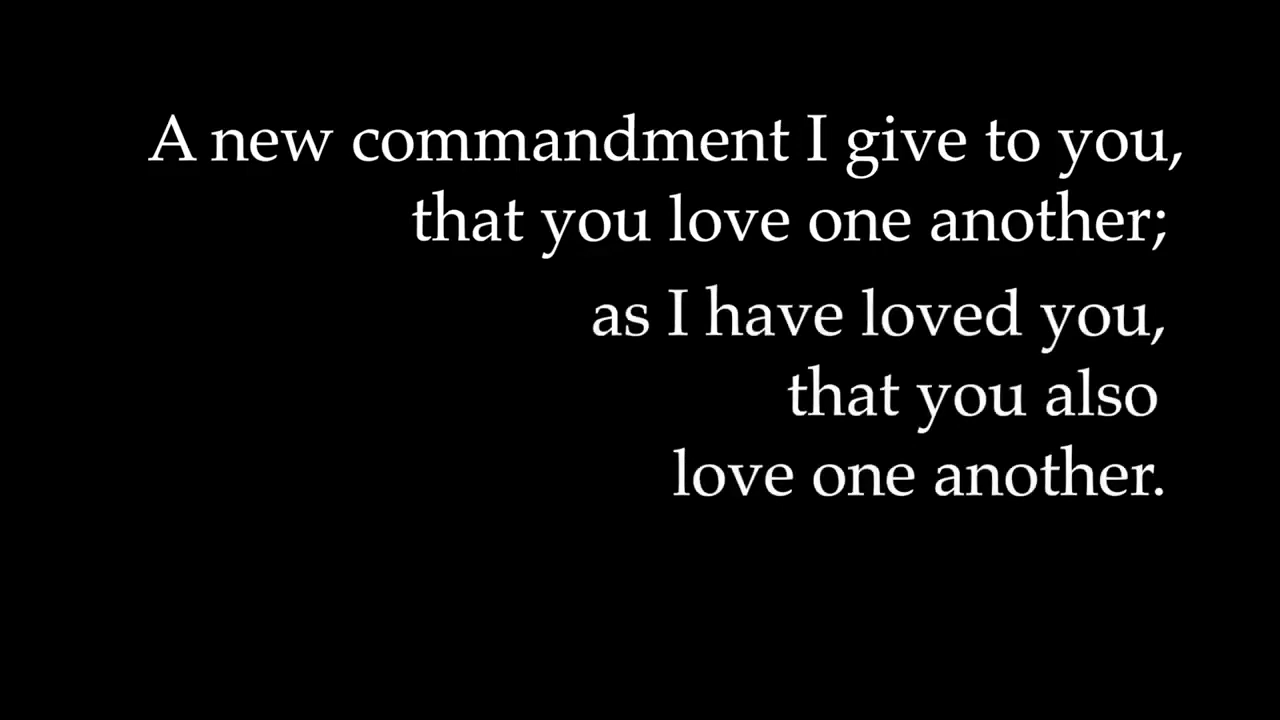 A new commandment I give to you,
that you love one another;
as I have loved you,
that you also
love one another.